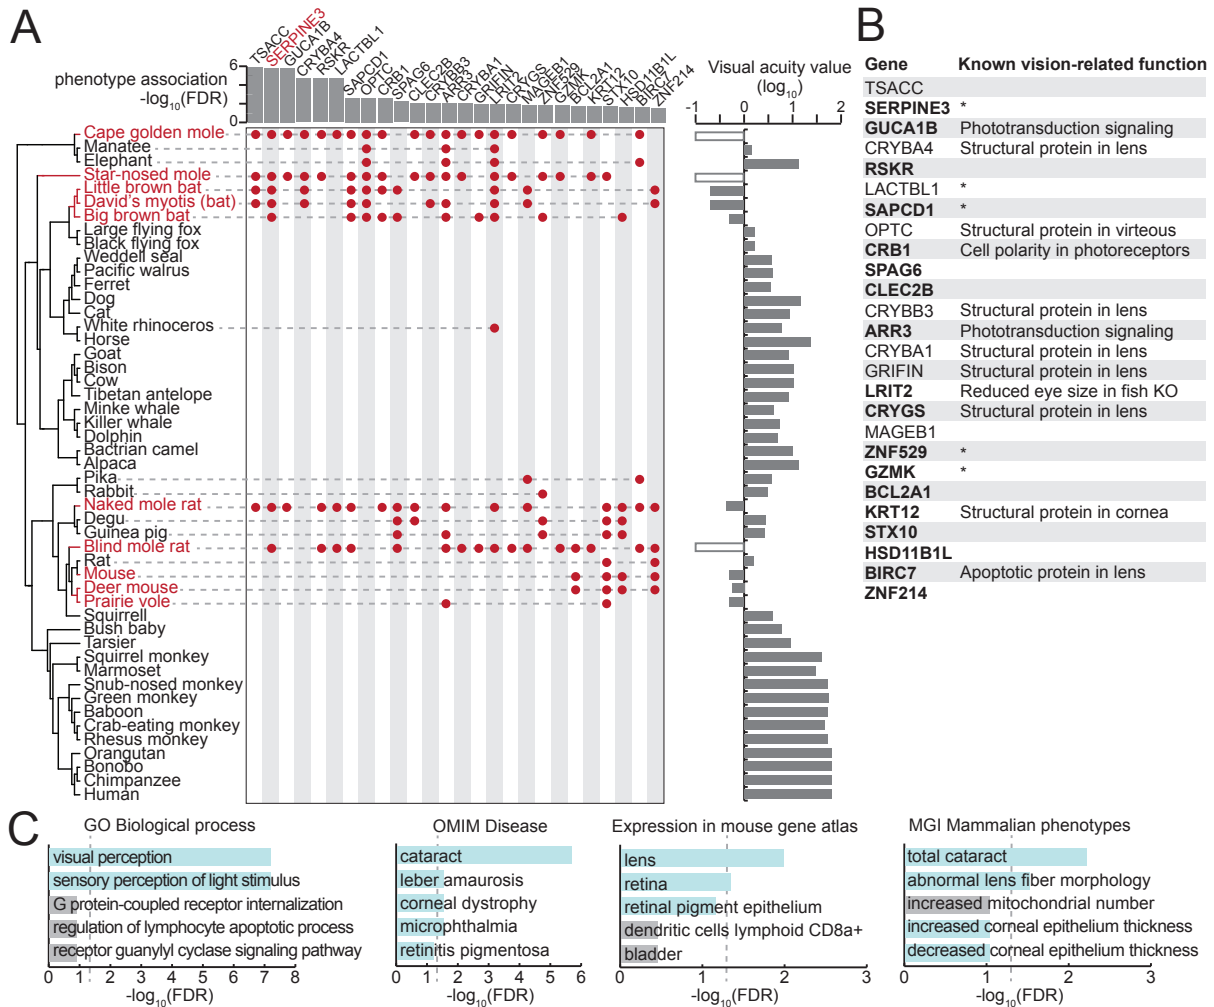 A
TSACC
SERPINE3
GUCA1B
CRYBA4
RSKR
LACTBL1
SAPCD1
OPTC
CRB1
SPAG6
CLEC2B
CRYBB3
ARR3
CRYBA1
GRIFIN
LRIT2
CRYGS
MAGEB1
ZNF529
GZMK
BCL2A1
KRT12
STX10
HSD11B1L
BIRC7
ZNF214
phenotype association
-log10(FDR)
6
4
2
0
Visual acuity value
(log10)
-1 0 1 2
Cape golden mole
Manatee
Elephant
Star-nosed mole
Little brown bat
David's myotis (bat)
Big brown bat
Large flying fox
Black flying fox
Weddell seal
Pacific walrus
Ferret
Dog
Cat
White rhinoceros
Horse
Goat
Bison
Cow
Tibetan antelope
Minke whale
Killer whale
Dolphin
Bactrian camel
Alpaca
Pika
Rabbit
Naked mole rat
Degu
Guinea pig
Blind mole rat
Rat
Mouse
Deer mouse
Prairie vole
Squirrell
Bush baby
Tarsier
Squirrel monkey
Marmoset
Snub-nosed monkey
Green monkey
Baboon
Crab-eating monkey
Rhesus monkey
Orangutan
Bonobo
Chimpanzee
Human
B
Gene Known vision-related function
TSACC
SERPINE3 *
GUCA1B Phototransduction signaling
CRYBA4 Structural protein in lens
RSKR
LACTBL1 *
SAPCD1 *
OPTC Structural protein in virteous
CRB1 Cell polarity in photoreceptors
SPAG6
CLEC2B
CRYBB3 Structural protein in lens
ARR3 Phototransduction signaling
CRYBA1 Structural protein in lens
GRIFIN Structural protein in lens
LRIT2 Reduced eye size in fish KO
CRYGS Structural protein in lens
MAGEB1
ZNF529 *
GZMK *
BCL2A1
KRT12 Structural protein in cornea
STX10
HSD11B1L
BIRC7 Apoptotic protein in lens
ZNF214
C
GO Biological process
visual perception
sensory perception of light stimulus
G protein-coupled receptor internalization
regulation of lymphocyte apoptotic process
receptor guanylyl cyclase signaling pathway
0 1 2 3 4 5 6 7 8
-log10(FDR)
OMIM Disease
cataract
leber amaurosis
corneal dystrophy
microphthalmia
retinitis pigmentosa
0 1 2 3 4 5 6
-log10(FDR)
Expression in mouse gene atlas
lens
retina
retinal pigment epithelium
dendritic cells lymphoid CD8a+
bladder
0 1 2 3
-log10(FDR)
MGI Mammalian phenotypes
total cataract
abnormal lens fiber morphology
increased mitochondrial number
increased corneal epithelium thickness
decreased corneal epithelium thickness
0 1 2 3
-log10(FDR)